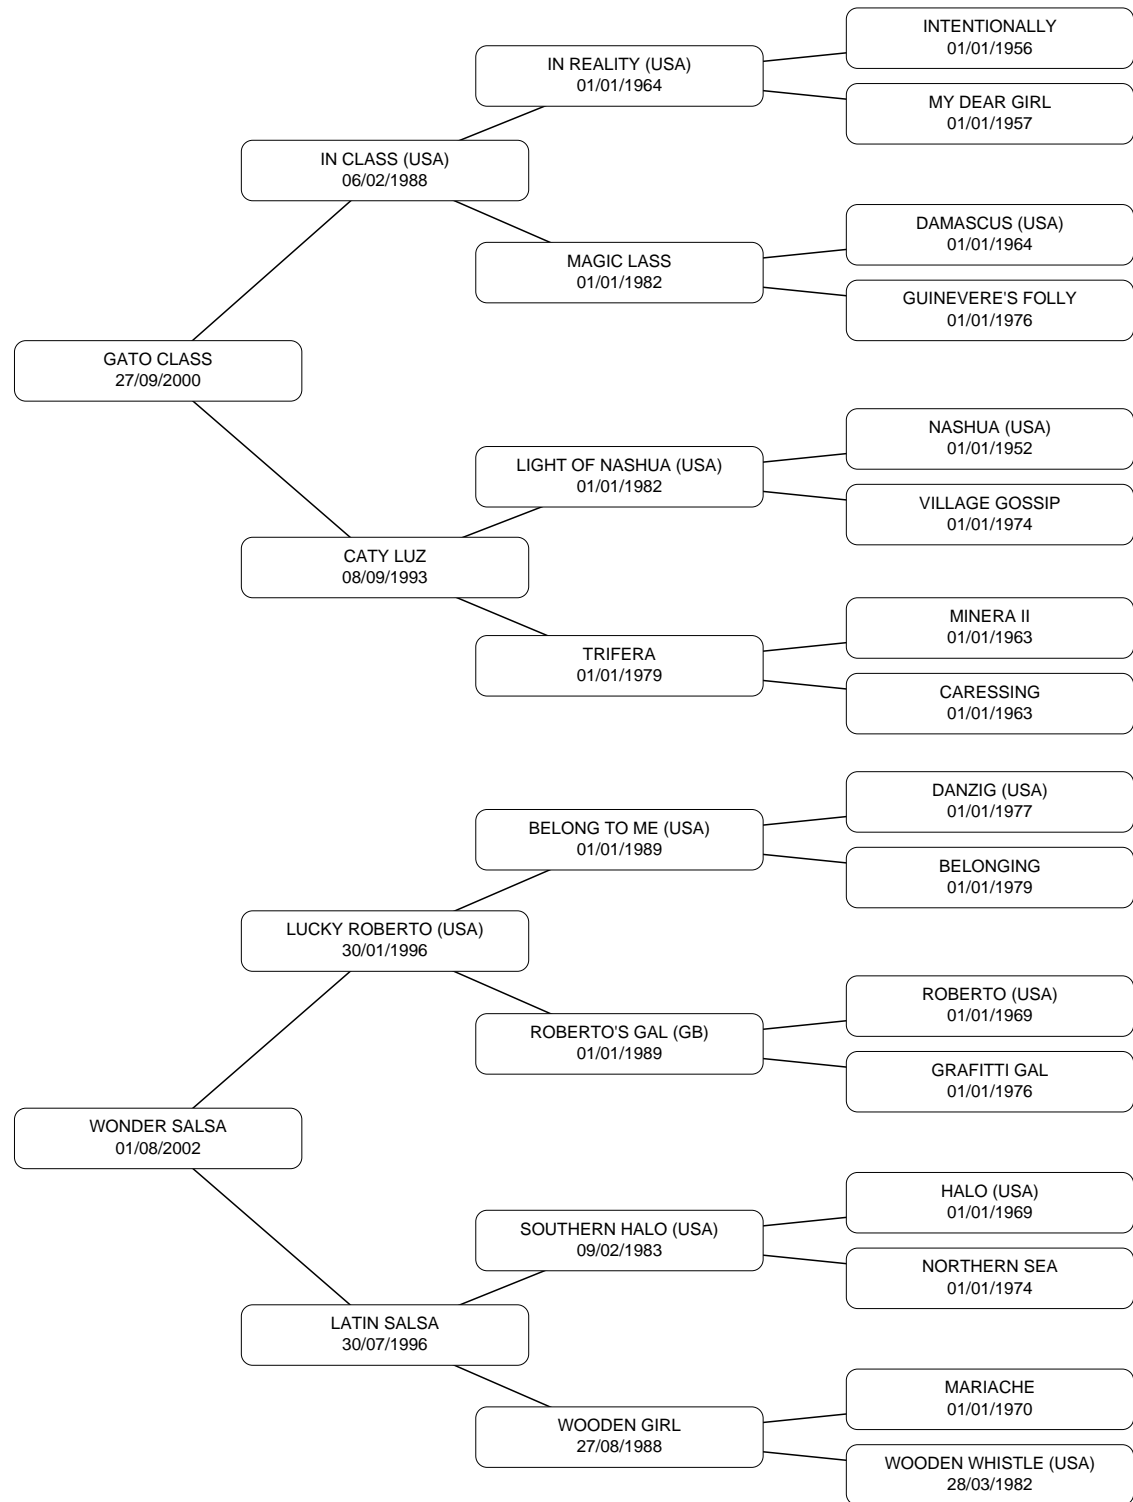 INTENTIONALLY
01/01/1956
IN REALITY (USA)
01/01/1964
MY DEAR GIRL
01/01/1957
IN CLASS (USA)
06/02/1988
DAMASCUS (USA)
01/01/1964
MAGIC LASS
01/01/1982
GUINEVERE'S FOLLY
01/01/1976
GATO CLASS
27/09/2000
NASHUA (USA)
01/01/1952
LIGHT OF NASHUA (USA)
01/01/1982
VILLAGE GOSSIP
01/01/1974
CATY LUZ
08/09/1993
MINERA II
01/01/1963
TRIFERA
01/01/1979
CARESSING
01/01/1963
DANZIG (USA)
01/01/1977
BELONG TO ME (USA)
01/01/1989
BELONGING
01/01/1979
LUCKY ROBERTO (USA)
30/01/1996
ROBERTO (USA)
01/01/1969
ROBERTO'S GAL (GB)
01/01/1989
GRAFITTI GAL
01/01/1976
WONDER SALSA
01/08/2002
HALO (USA)
01/01/1969
SOUTHERN HALO (USA)
09/02/1983
NORTHERN SEA
01/01/1974
LATIN SALSA
30/07/1996
MARIACHE
01/01/1970
WOODEN GIRL
27/08/1988
WOODEN WHISTLE (USA)
28/03/1982